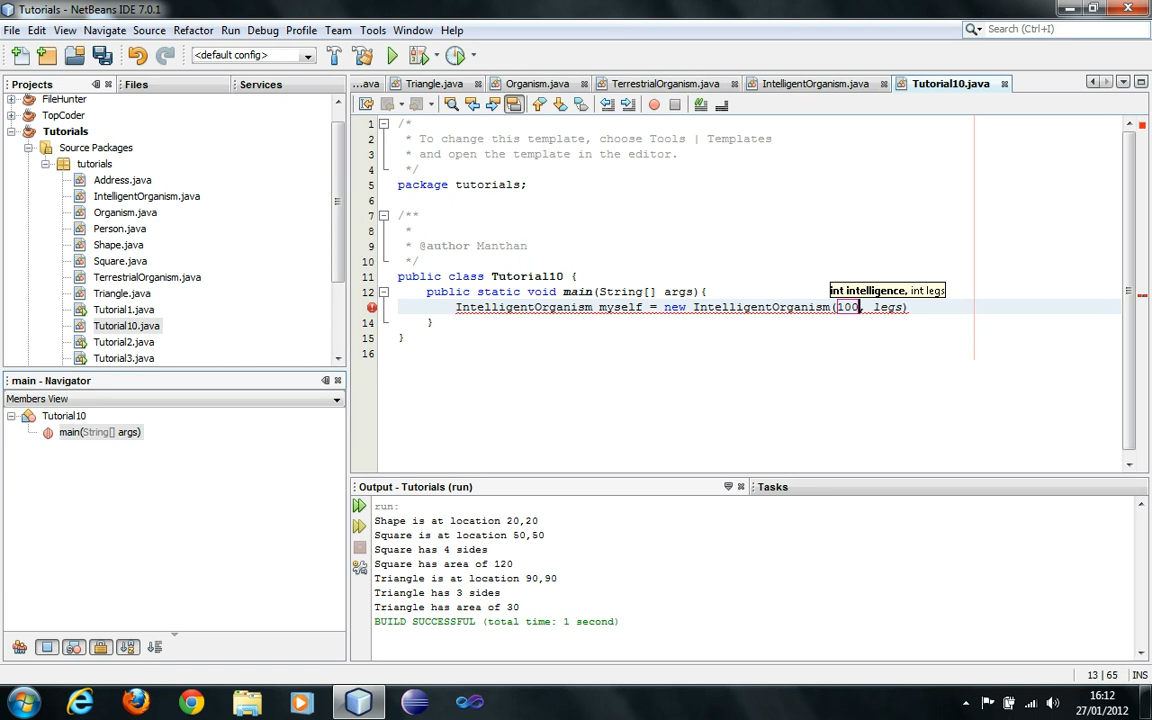 Tutorials - NetBeans IDE 7.0.1
File Edit View Navigate Source Refactor Run Debug Profile Team Tools Window Help
Search (Ctrl+I)
<default config>
Projects Files Services
...ava Triangle.java Organism.java TerrestrialOrganism.java IntelligentOrganism.java Tutorial10.java
FileHunter
TopCoder
Tutorials
Source Packages
tutorials
Address.java
IntelligentOrganism.java
Organism.java
Person.java
Shape.java
Square.java
TerrestrialOrganism.java
Triangle.java
Tutorial1.java
Tutorial10.java
Tutorial2.java
Tutorial3.java
1 /*
2 * To change this template, choose Tools | Templates
3 * and open the template in the editor.
4 */
5 package tutorials;
6
7 /**
8 *
9 * @author Manthan
10 */
11 public class Tutorial10 {
12 public static void main(String[] args){
int intelligence, int legs
IntelligentOrganism myself = new IntelligentOrganism(100, legs)
14 }
15 }
16
main - Navigator
Members View
Tutorial10
main(String[] args)
Output - Tutorials (run) Tasks
run:
Shape is at location 20,20
Square is at location 50,50
Square has 4 sides
Square has area of 120
Triangle is at location 90,90
Triangle has 3 sides
Triangle has area of 30
BUILD SUCCESSFUL (total time: 1 second)
13 | 65 INS
16:12
27/01/2012